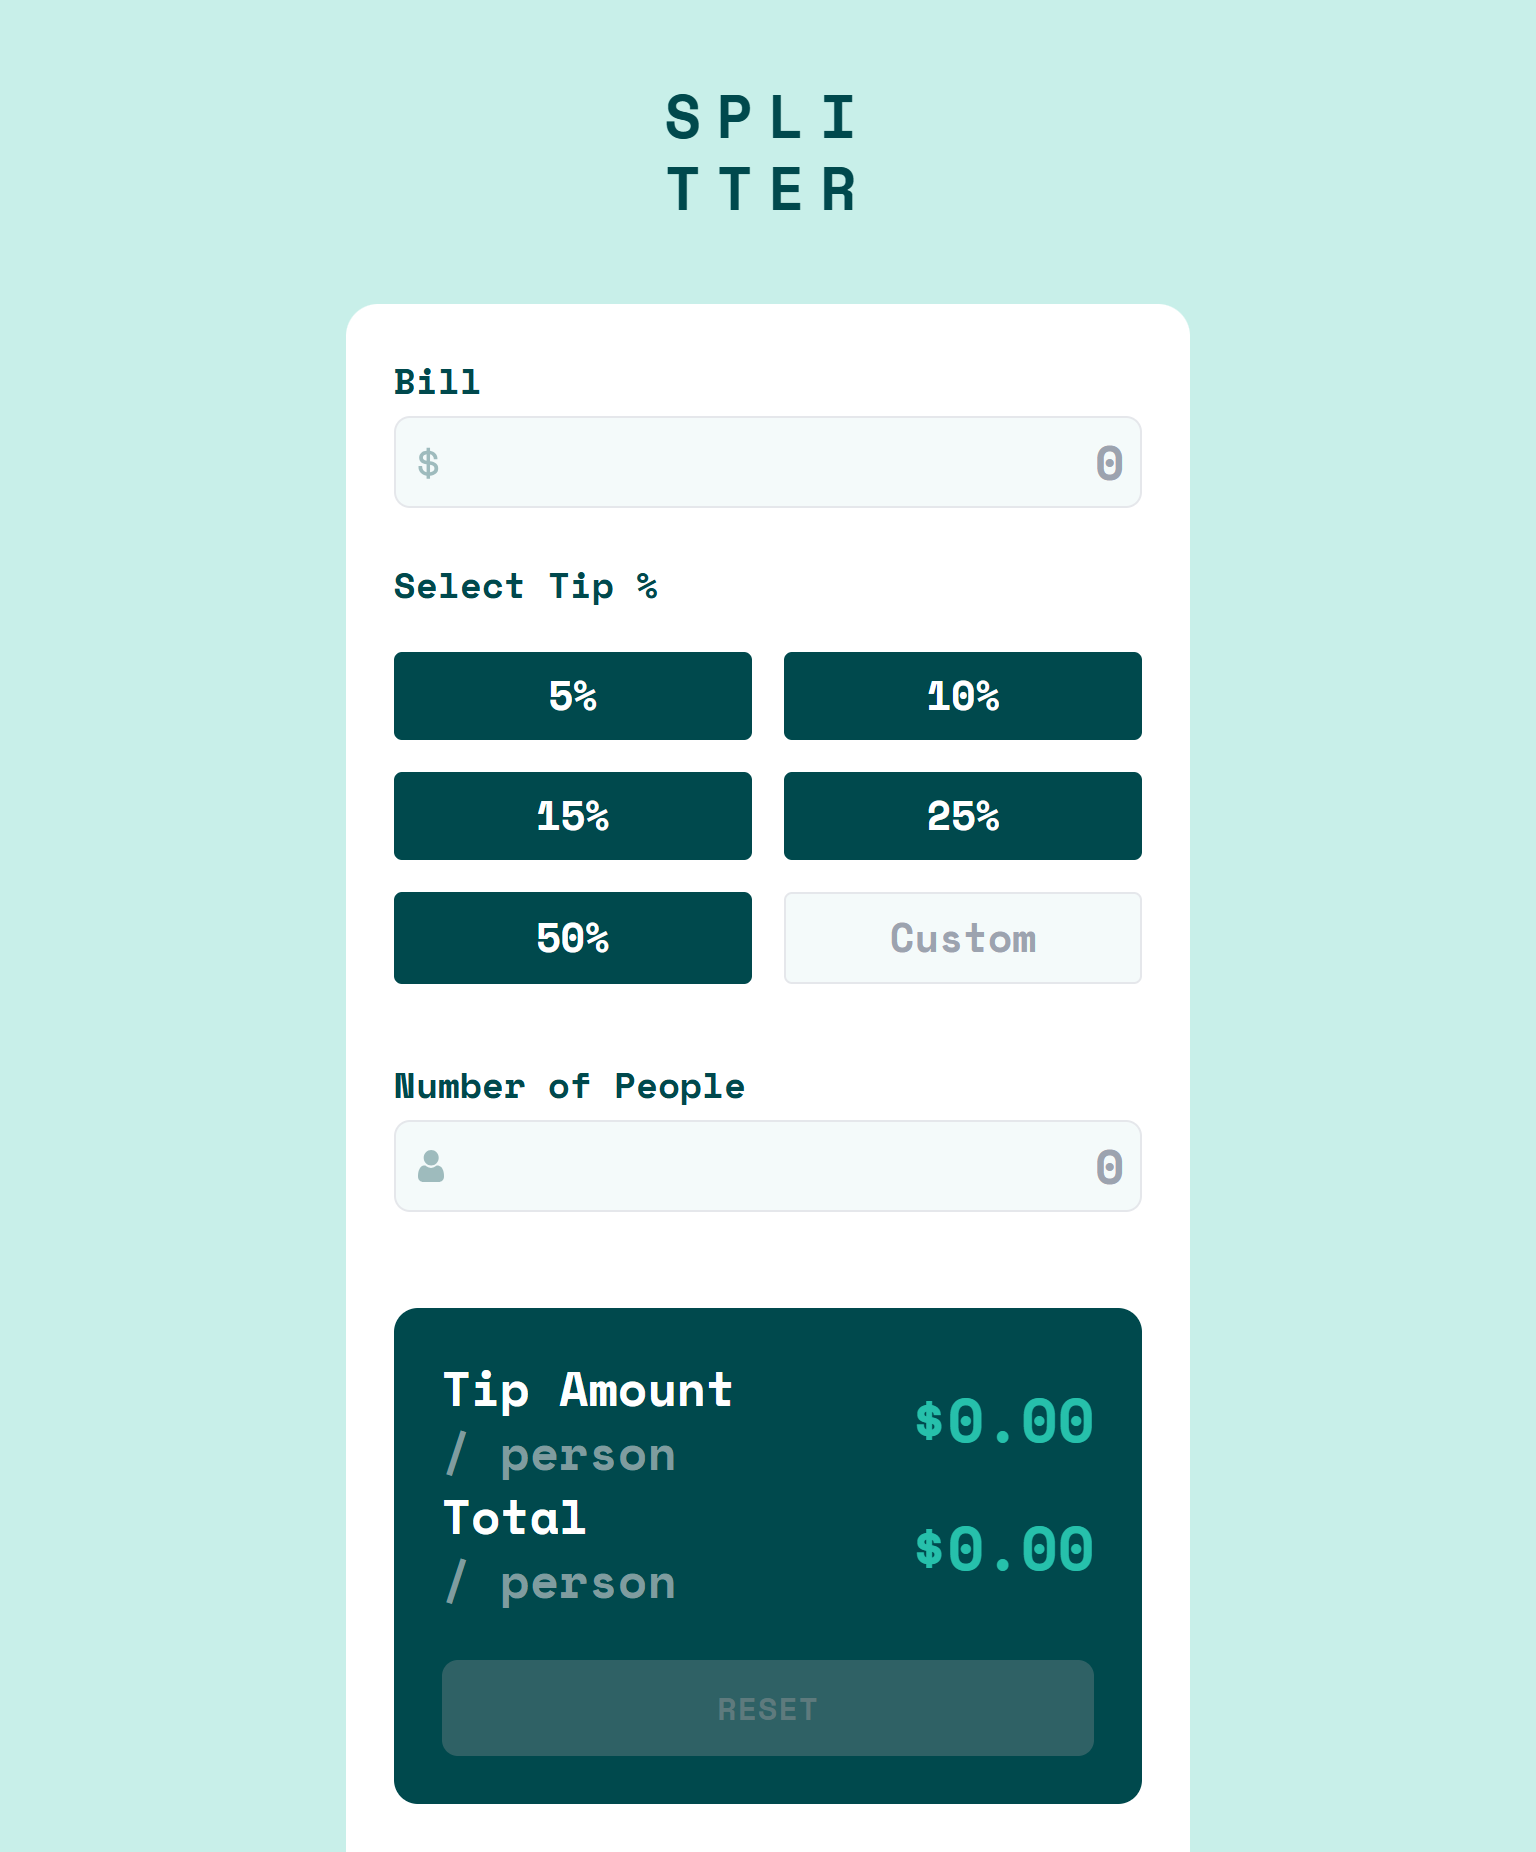 SPLI
TTER
Bill
$ 0
Select Tip %
5% 10%
15% 25%
50% Custom
Number of People
0
Tip Amount
/ person
$0.00
Total
/ person
$0.00
RESET